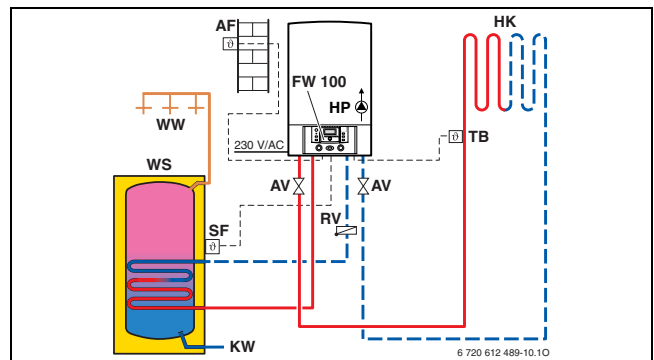 AF
HK
FW 100
HP
WW
230 V/AC
ϑ TB
WS
AV
AV
SF
RV
ϑ
ϑ
KW
6 720 612 489-10.1O